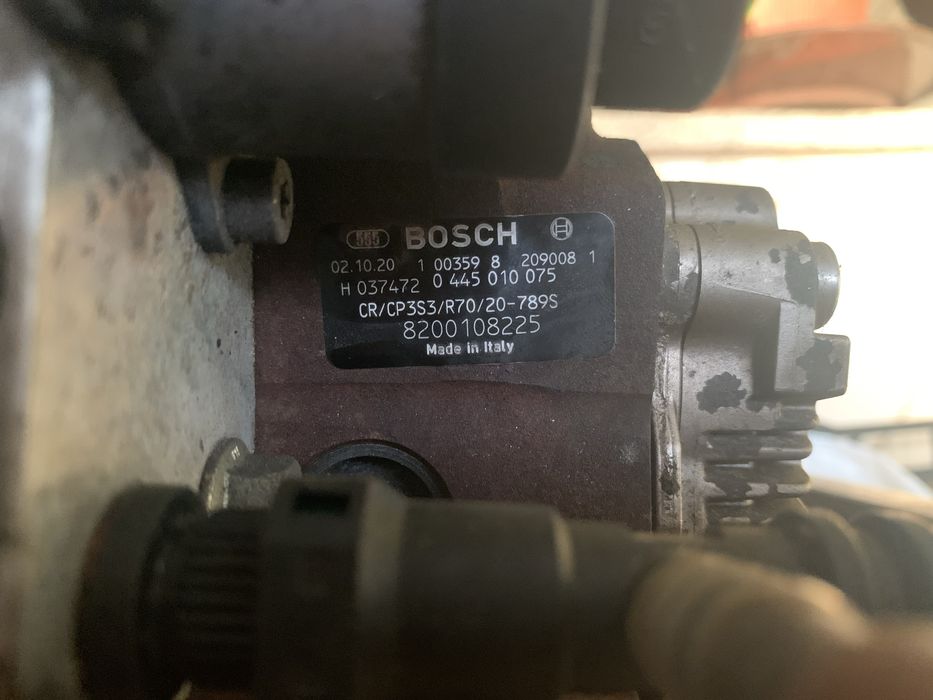 555 BOSCH
02.10.20 1 00359 8 209008 1
H 037472 0 445 010 075
CR/CP3S3/R70/20-789S
8200108225
Made in Italy